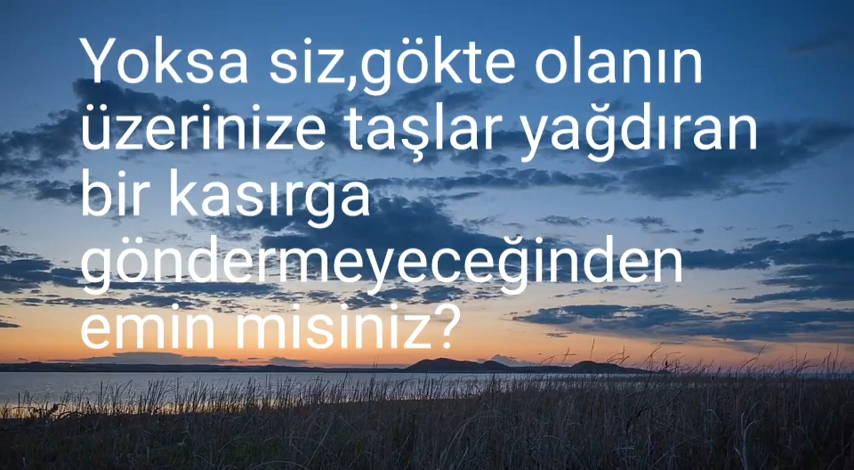 Yoksa siz,gökte olanın
üzerinize taşlar yağdıran
bir kasırga
göndermeyeceğinden
emin misiniz?